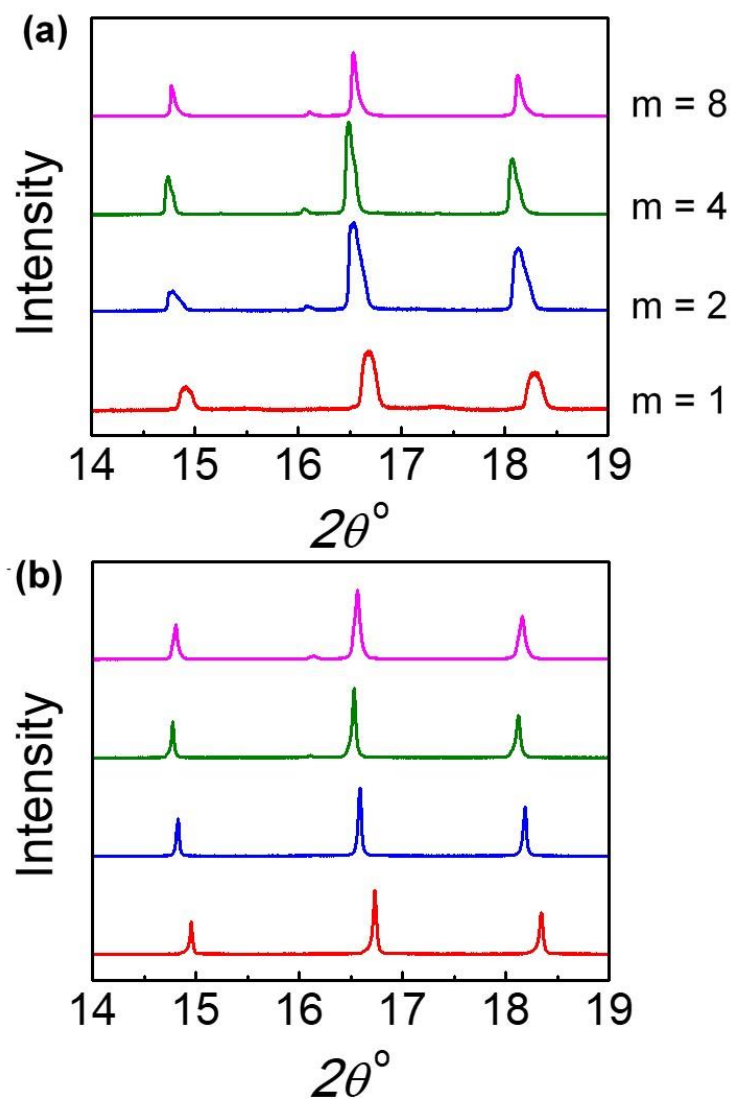 (a)
Intensity
m = 8
m = 4
m = 2
m = 1
14 15 16 17 18 19
2θ°
(b)
Intensity
14 15 16 17 18 19
2θ°